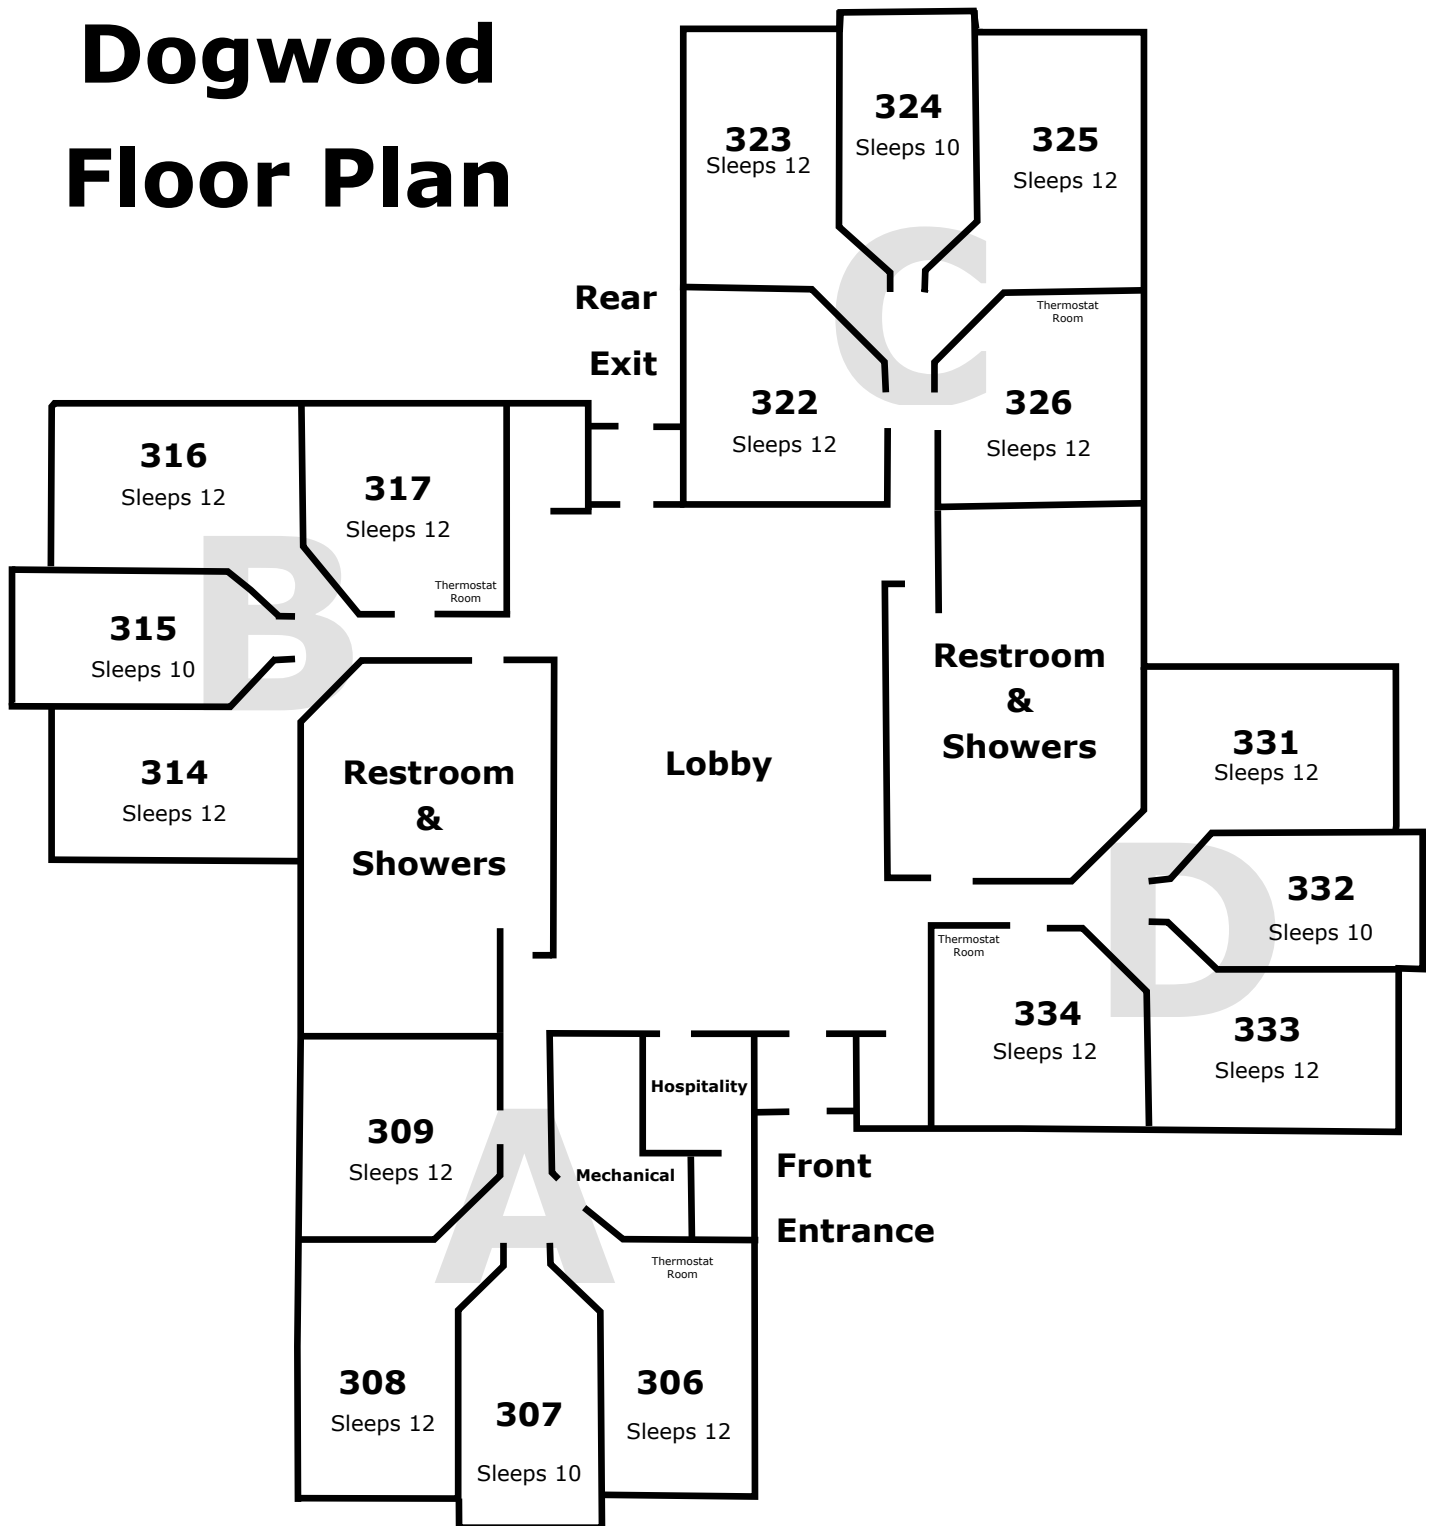 Dogwood
Floor Plan
323
Sleeps 12
324
Sleeps 10
325
Sleeps 12
C
Rear
Exit
Thermostat
Room
322
Sleeps 12
326
Sleeps 12
316
Sleeps 12
317
Sleeps 12
Thermostat
Room
B
315
Sleeps 10
314
Sleeps 12
Restroom
&
Showers
Lobby
Restroom
&
Showers
331
Sleeps 12
332
Sleeps 10
D
Thermostat
Room
334
Sleeps 12
333
Sleeps 12
Hospitality
309
Sleeps 12
A
Mechanical
Front
Entrance
Thermostat
Room
308
Sleeps 12
307
Sleeps 10
306
Sleeps 12